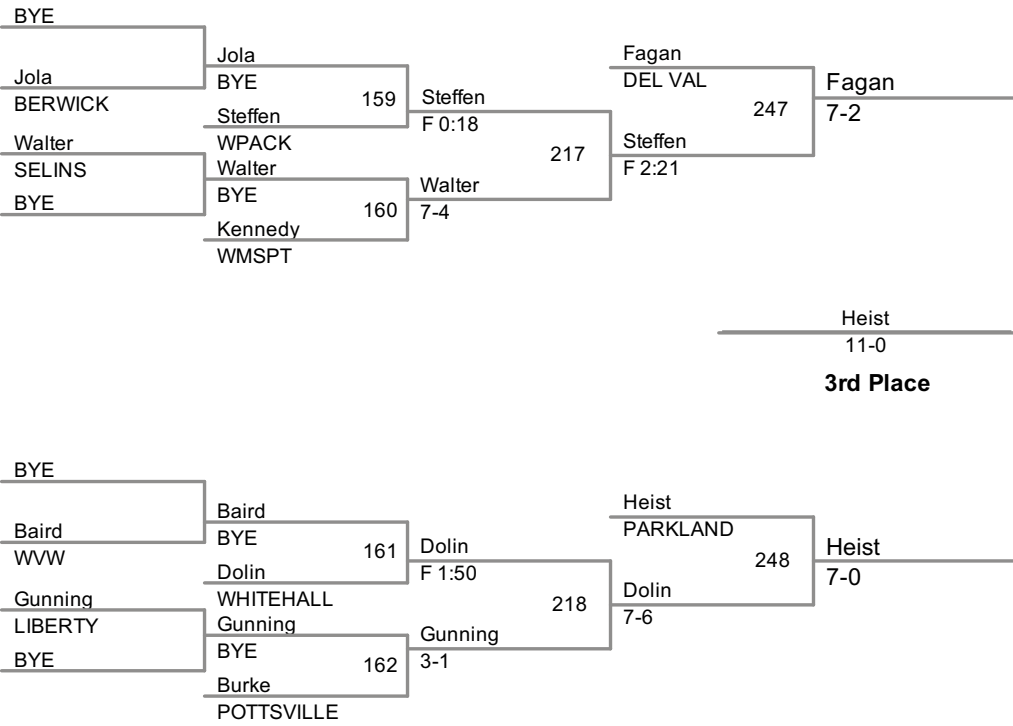 BYE
Jola
Fagan
Jola
BYE
DEL VAL
Fagan
BERWICK
159
Steffen
247
7-2
Steffen
F 0:18
Walter
WPACK
217
Steffen
SELINS
Walter
F 2:21
BYE
BYE
Walter
160
7-4
Kennedy
WMSPT
Heist
11-0
3rd Place
BYE
Heist
Baird
PARKLAND
Baird
BYE
Heist
WVW
161
Dolin
248
7-0
Dolin
F 1:50
Gunning
WHITEHALL
218
Dolin
LIBERTY
Gunning
7-6
BYE
BYE
Gunning
162
3-1
Burke
POTTSVILLE